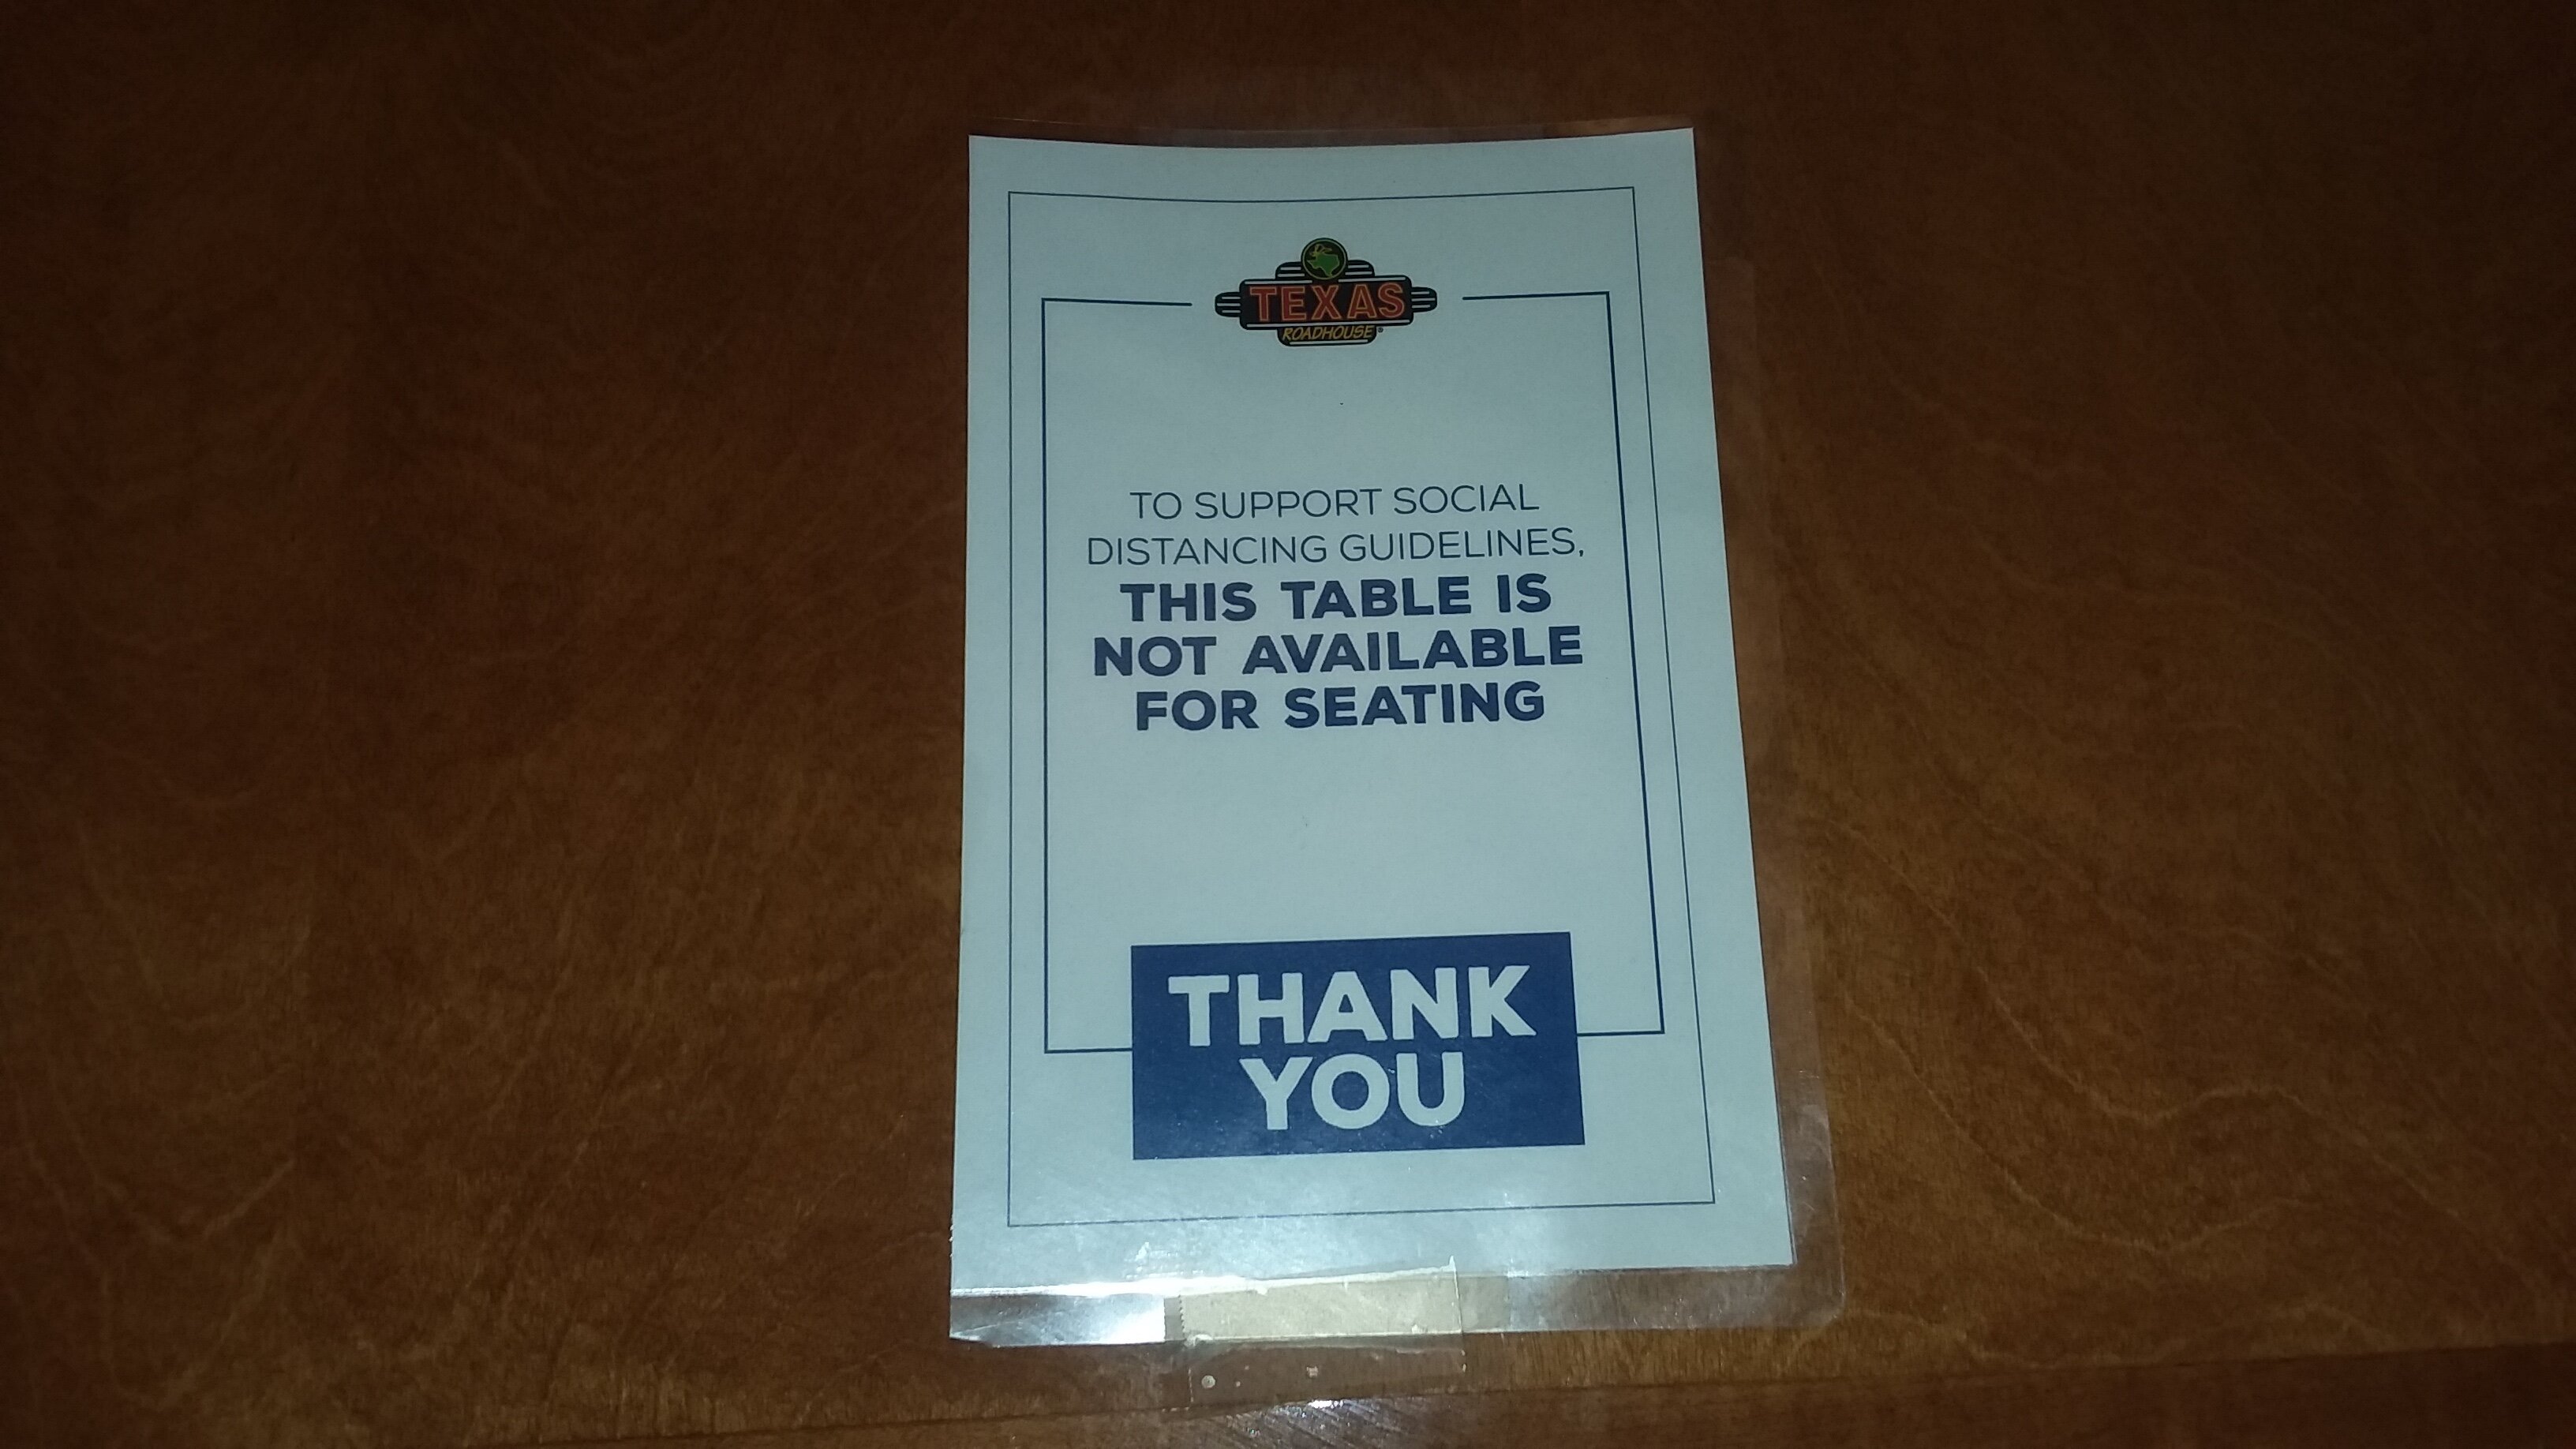 TEXAS
ROADHOUSE®
TO SUPPORT SOCIAL
DISTANCING GUIDELINES,
THIS TABLE IS
NOT AVAILABLE
FOR SEATING
THANK
YOU